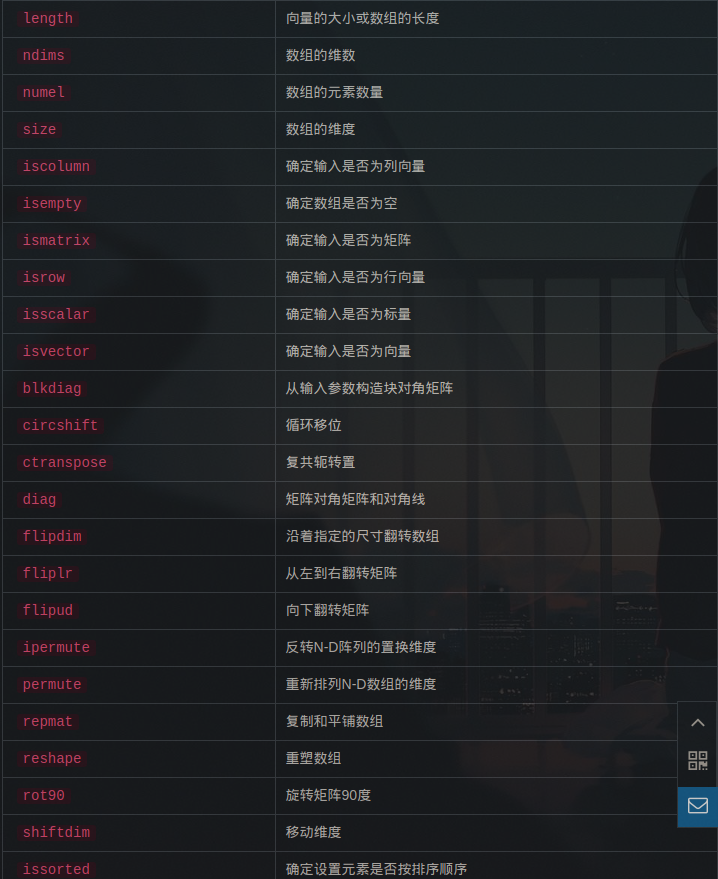 length 向量的大小或数组的长度
ndims 数组的维数
numel 数组的元素数量
size 数组的维度
iscolumn 确定输入是否为列向量
isempty 确定数组是否为空
ismatrix 确定输入是否为矩阵
isrow 确定输入是否为行向量
isscalar 确定输入是否为标量
isvector 确定输入是否为向量
blkdiag 从输入参数构造块对角矩阵
circshift 循环移位
ctranspose 复共轭转置
diag 矩阵对角矩阵和对角线
flipdim 沿着指定的尺寸翻转数组
fliplr 从左到右翻转矩阵
flipud 向下翻转矩阵
ipermute 反转N-D阵列的置换维度
permute 重新排列N-D数组的维度
repmat 复制和平铺数组
reshape 重塑数组
rot90 旋转矩阵90度
shiftdim 移动维度
issorted 确定设置元素是否按排序顺序